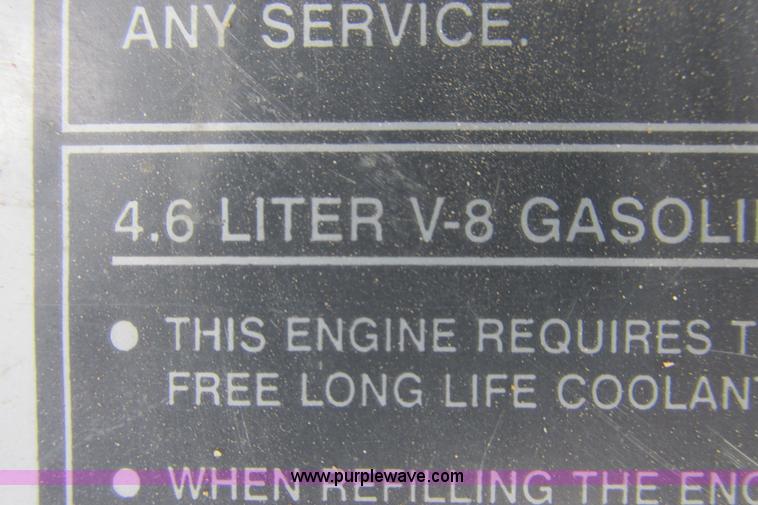 ANY SERVICE.
4.6 LITER V-8 GASOLI
• THIS ENGINE REQUIRES T
FREE LONG LIFE COOLANT
• WHEN REFILLING THE ENG
www.purplewave.com